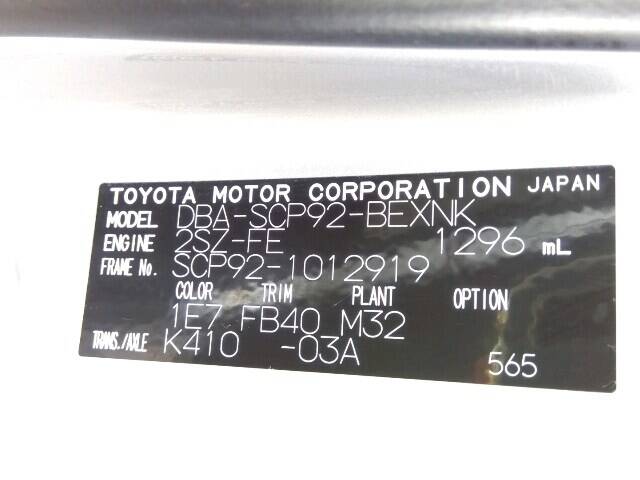 TOYOTA MOTOR CORPORATION JAPAN
MODEL DBA-SCP92-BEXNK
ENGINE 2SZ-FE 1296 mL
FRAME No. SCP92-1012919
COLOR TRIM PLANT OPTION
1E7 FB40 M32
TRANS./AXLE K410 -03A
565